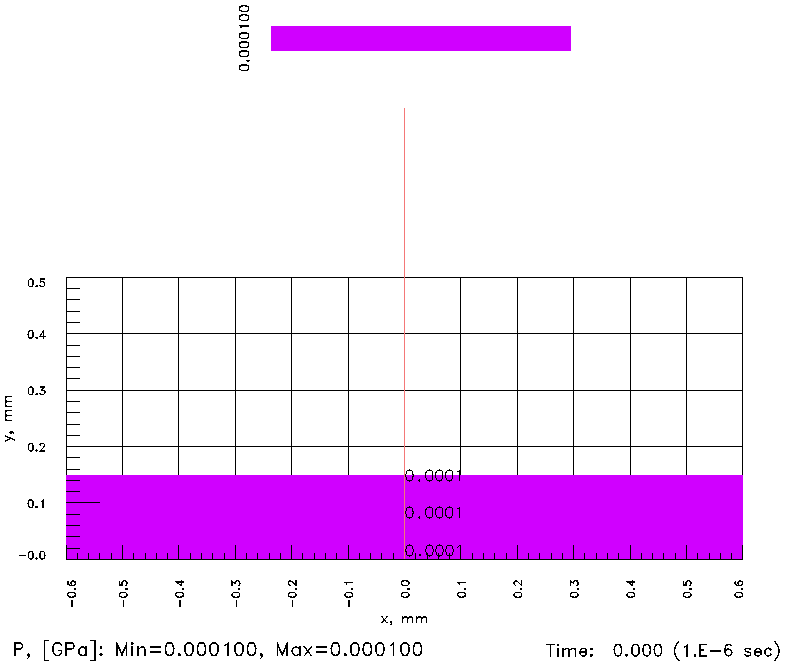 0.000100
0.5
0.4
0.3
0.2
0.1
-0.0
y, mm
0.0001
0.0001
0.0001
-0.6 -0.5 -0.4 -0.3 -0.2 -0.1 0.0 0.1 0.2 0.3 0.4 0.5 0.6
x, mm
P, [GPa]: Min=0.000100, Max=0.000100
Time: 0.000 (1.E-6 sec)